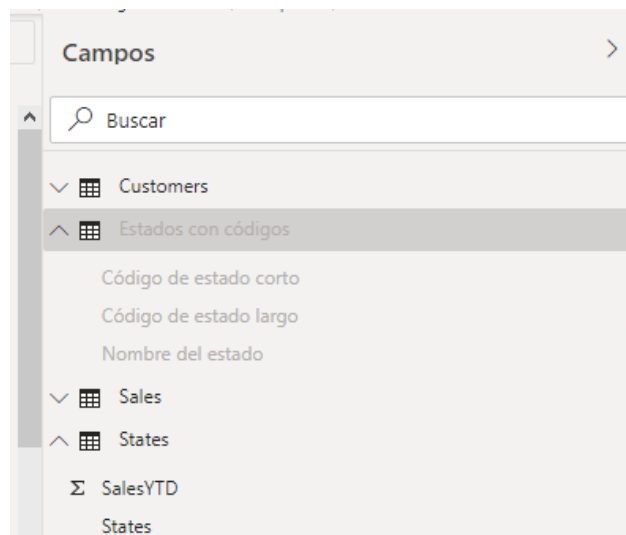 Campos
Buscar
Customers
Estados con códigos
Código de estado corto
Código de estado largo
Nombre del estado
Sales
States
Σ SalesYTD
States